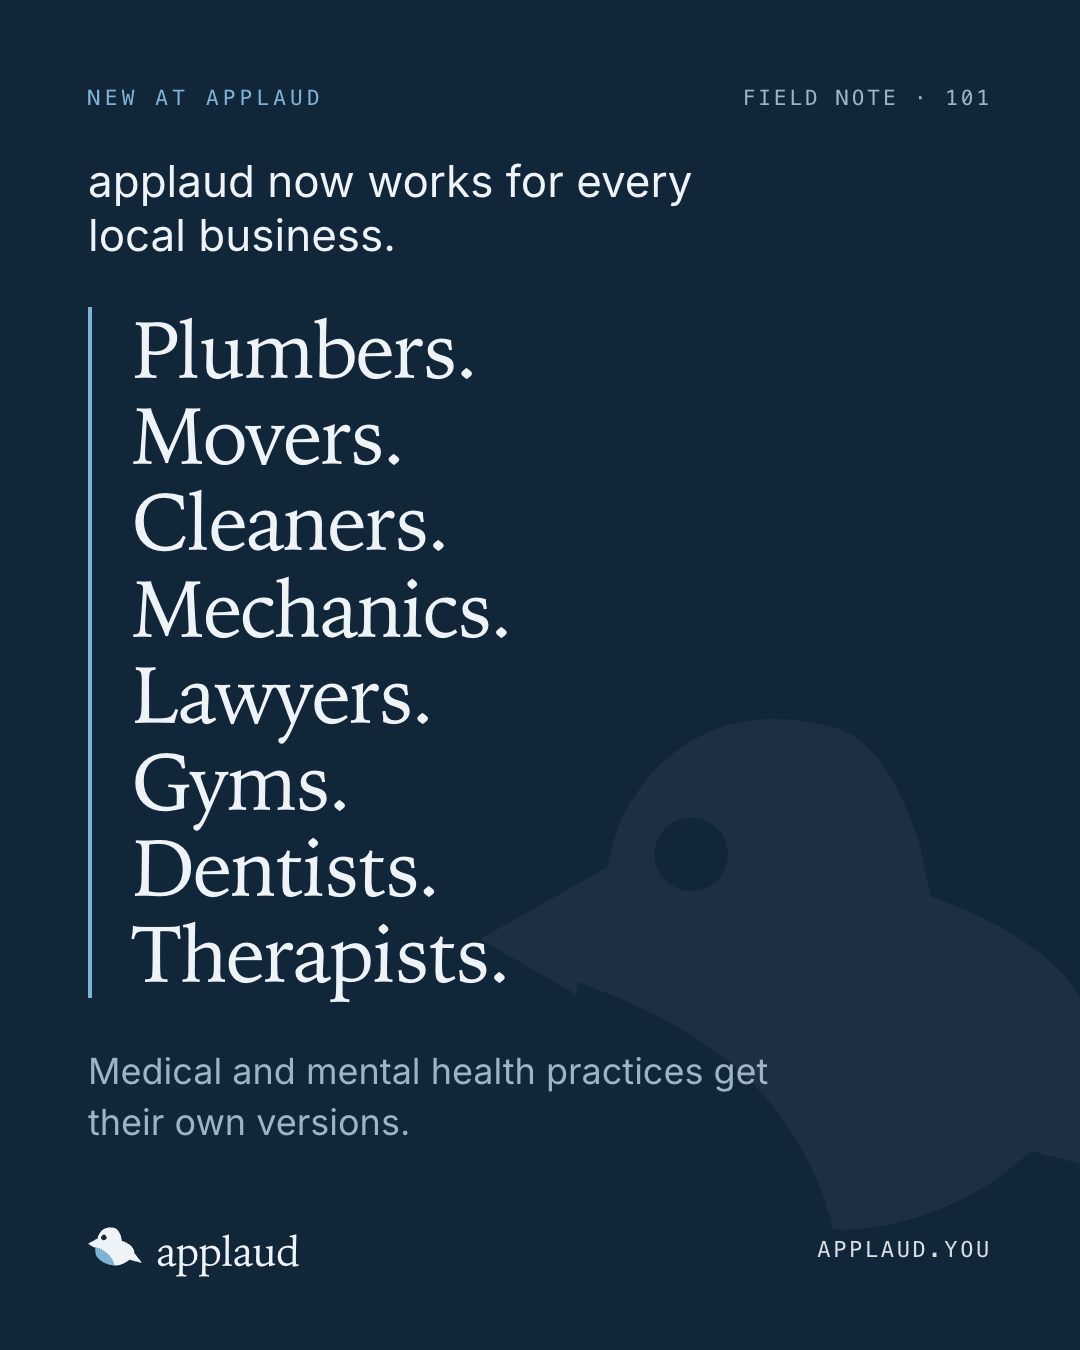 NEW AT APPLAUD
FIELD NOTE · 101
applaud now works for every
local business.
Plumbers.
Movers.
Cleaners.
Mechanics.
Lawyers.
Gyms.
Dentists.
Therapists.
Medical and mental health practices get
their own versions.
applaud
APPLAUD.YOU